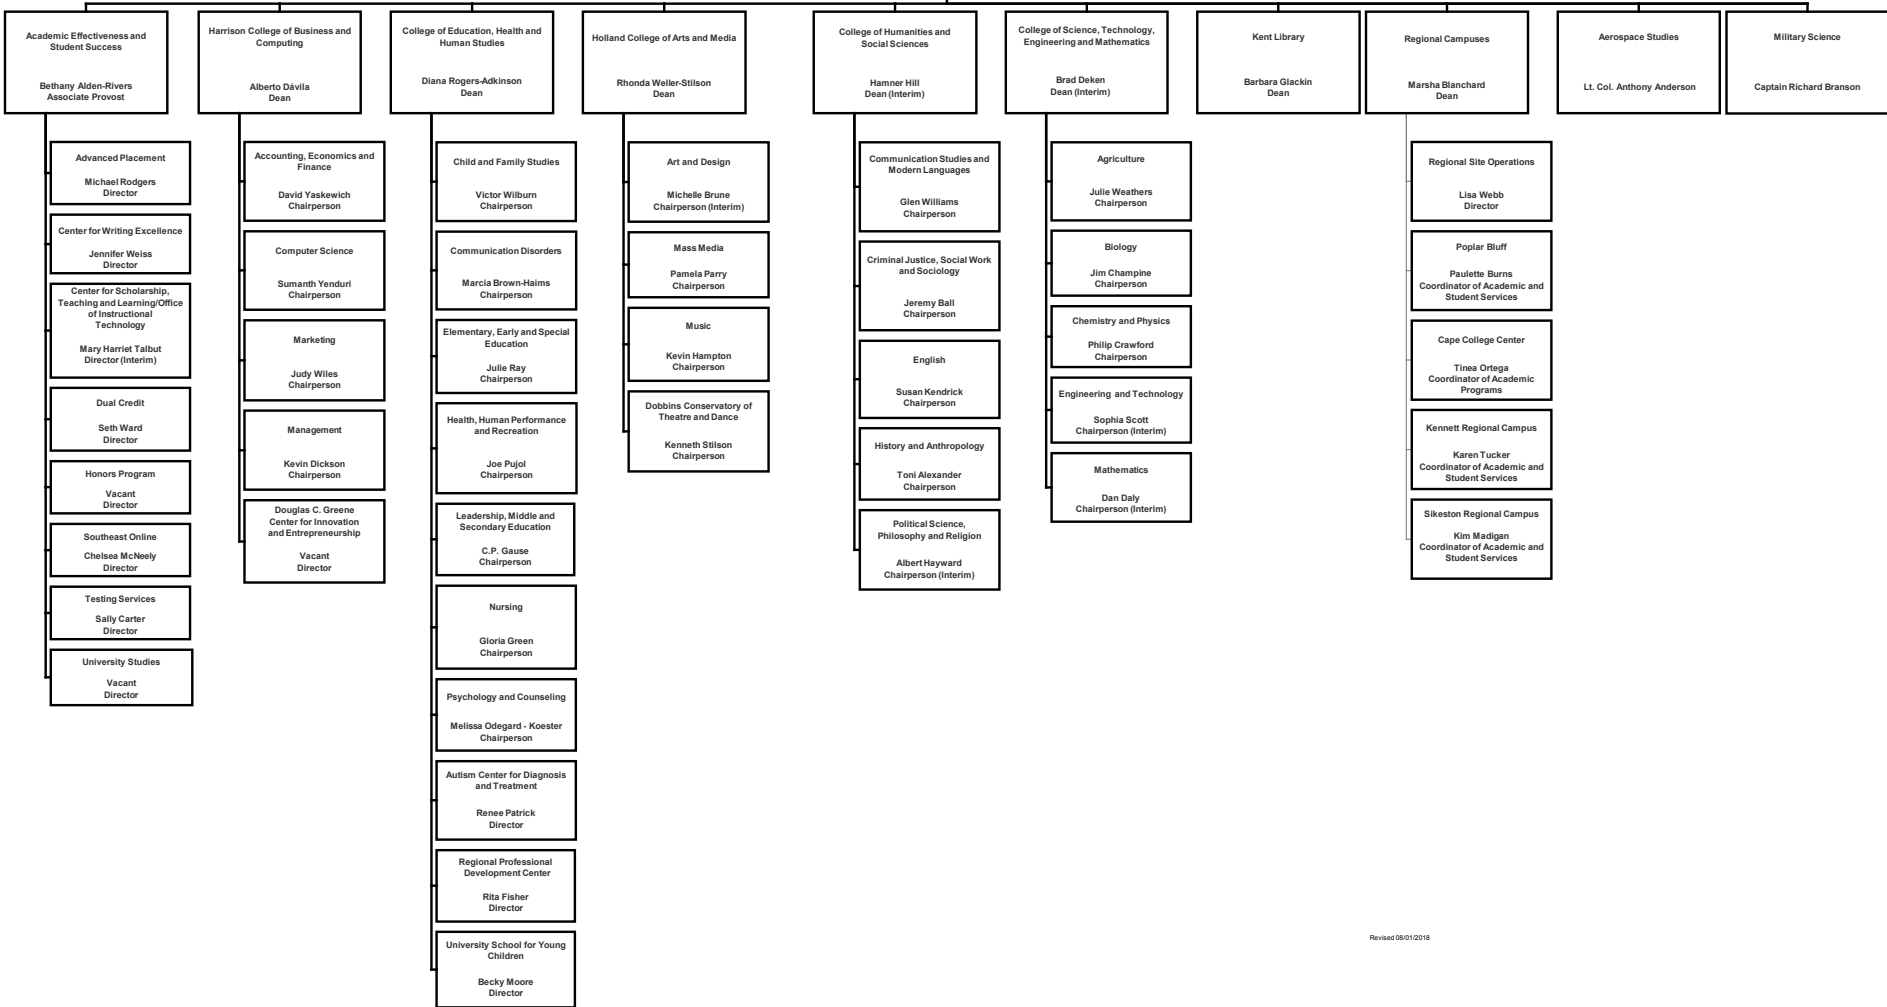 Academic Effectiveness and
Student Success
Bethany Alden-Rivers
Associate Provost
Harrison College of Business and
Computing
Alberto Dávila
Dean
College of Education, Health and
Human Studies
Diana Rogers-Adkinson
Dean
Holland College of Arts and Media
Rhonda Weller-Stilson
Dean
College of Humanities and
Social Sciences
Hamner Hill
Dean (Interim)
College of Science, Technology,
Engineering and Mathematics
Brad Deken
Dean (Interim)
Kent Library
Barbara Glackin
Dean
Regional Campuses
Marsha Blanchard
Dean
Aerospace Studies
Lt. Col. Anthony Anderson
Military Science
Captain Richard Branson
Advanced Placement
Michael Rodgers
Director
Center for Writing Excellence
Jennifer Weiss
Director
Center for Scholarship,
Teaching and Learning/Office
of Instructional
Technology
Mary Harriet Talbut
Director (Interim)
Dual Credit
Seth Ward
Director
Honors Program
Vacant
Director
Southeast Online
Chelsea McNeely
Director
Testing Services
Sally Carter
Director
University Studies
Vacant
Director
Accounting, Economics and
Finance
David Yaskewich
Chairperson
Computer Science
Sumanth Yenduri
Chairperson
Marketing
Judy Wiles
Chairperson
Management
Kevin Dickson
Chairperson
Douglas C. Greene
Center for Innovation
and Entrepreneurship
Vacant
Director
Child and Family Studies
Victor Wilburn
Chairperson
Communication Disorders
Marcia Brown-Haims
Chairperson
Elementary, Early and Special
Education
Julie Ray
Chairperson
Health, Human Performance
and Recreation
Joe Pujol
Chairperson
Leadership, Middle and
Secondary Education
C.P. Gause
Chairperson
Nursing
Gloria Green
Chairperson
Psychology and Counseling
Melissa Odegard - Koester
Chairperson
Autism Center for Diagnosis
and Treatment
Renee Patrick
Director
Regional Professional
Development Center
Rita Fisher
Director
University School for Young
Children
Becky Moore
Director
Art and Design
Michelle Brune
Chairperson (Interim)
Mass Media
Pamela Parry
Chairperson
Music
Kevin Hampton
Chairperson
Dobbins Conservatory of
Theatre and Dance
Kenneth Stilson
Chairperson
Communication Studies and
Modern Languages
Glen Williams
Chairperson
Criminal Justice, Social Work
and Sociology
Jeremy Ball
Chairperson
English
Susan Kendrick
Chairperson
History and Anthropology
Toni Alexander
Chairperson
Political Science,
Philosophy and Religion
Albert Hayward
Chairperson (Interim)
Agriculture
Julie Weathers
Chairperson
Biology
Jim Champine
Chairperson
Chemistry and Physics
Philip Crawford
Chairperson
Engineering and Technology
Sophia Scott
Chairperson (Interim)
Mathematics
Dan Daly
Chairperson (Interim)
Regional Site Operations
Lisa Webb
Director
Poplar Bluff
Paulette Burns
Coordinator of Academic and
Student Services
Cape College Center
Tinea Ortega
Coordinator of Academic
Programs
Kennett Regional Campus
Karen Tucker
Coordinator of Academic and
Student Services
Sikeston Regional Campus
Kim Madigan
Coordinator of Academic and
Student Services
Revised 08/01/2018